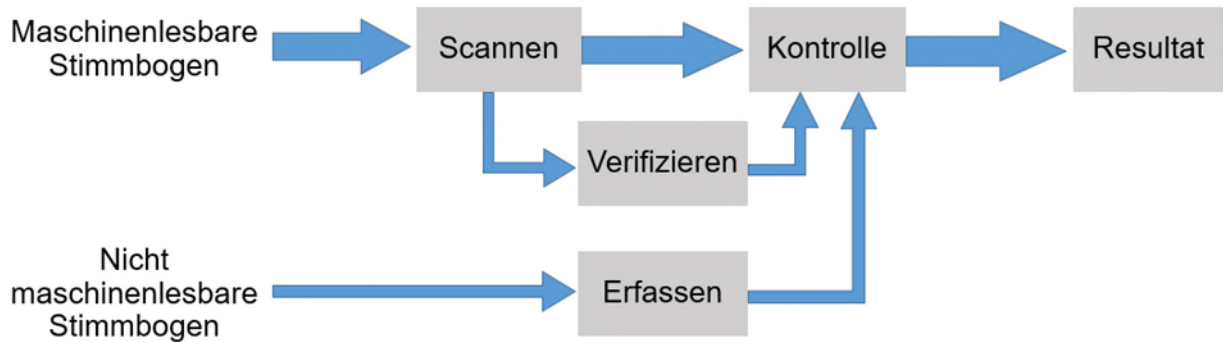 Maschinenlesbare
Stimmbogen
Scannen
Kontrolle
Resultat
Verifizieren
Nicht
maschinenlesbare
Stimmbogen
Erfassen